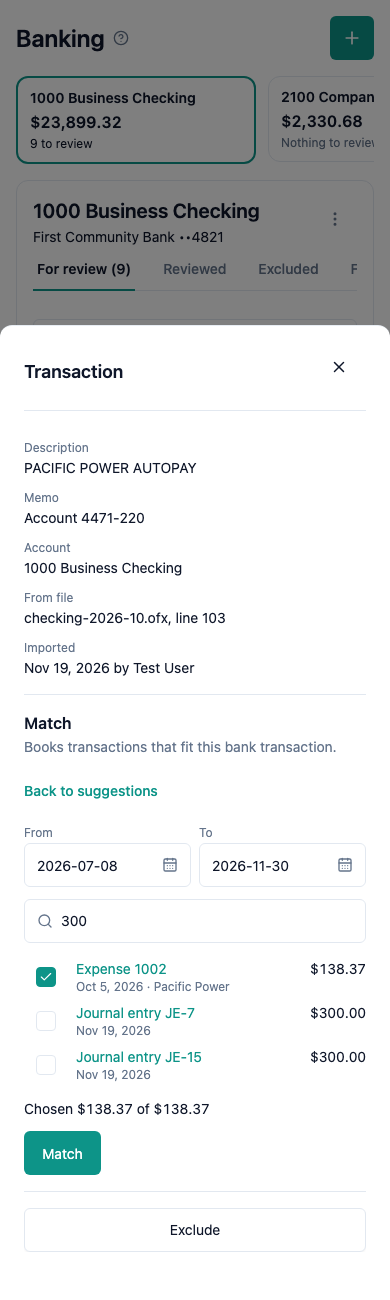 Banking
1000 Business Checking
$23,899.32
9 to review
2100 Compan
$2,330.68
Nothing to review
1000 Business Checking
First Community Bank ••4821
For review (9) Reviewed Excluded F
Transaction
Description
PACIFIC POWER AUTOPAY
Memo
Account 4471-220
Account
1000 Business Checking
From file
checking-2026-10.ofx, line 103
Imported
Nov 19, 2026 by Test User
Match
Books transactions that fit this bank transaction.
Back to suggestions
From To
2026-07-08 2026-11-30
300
Expense 1002 $138.37
Oct 5, 2026 · Pacific Power
Journal entry JE-7 $300.00
Nov 19, 2026
Journal entry JE-15 $300.00
Nov 19, 2026
Chosen $138.37 of $138.37
Match
Exclude